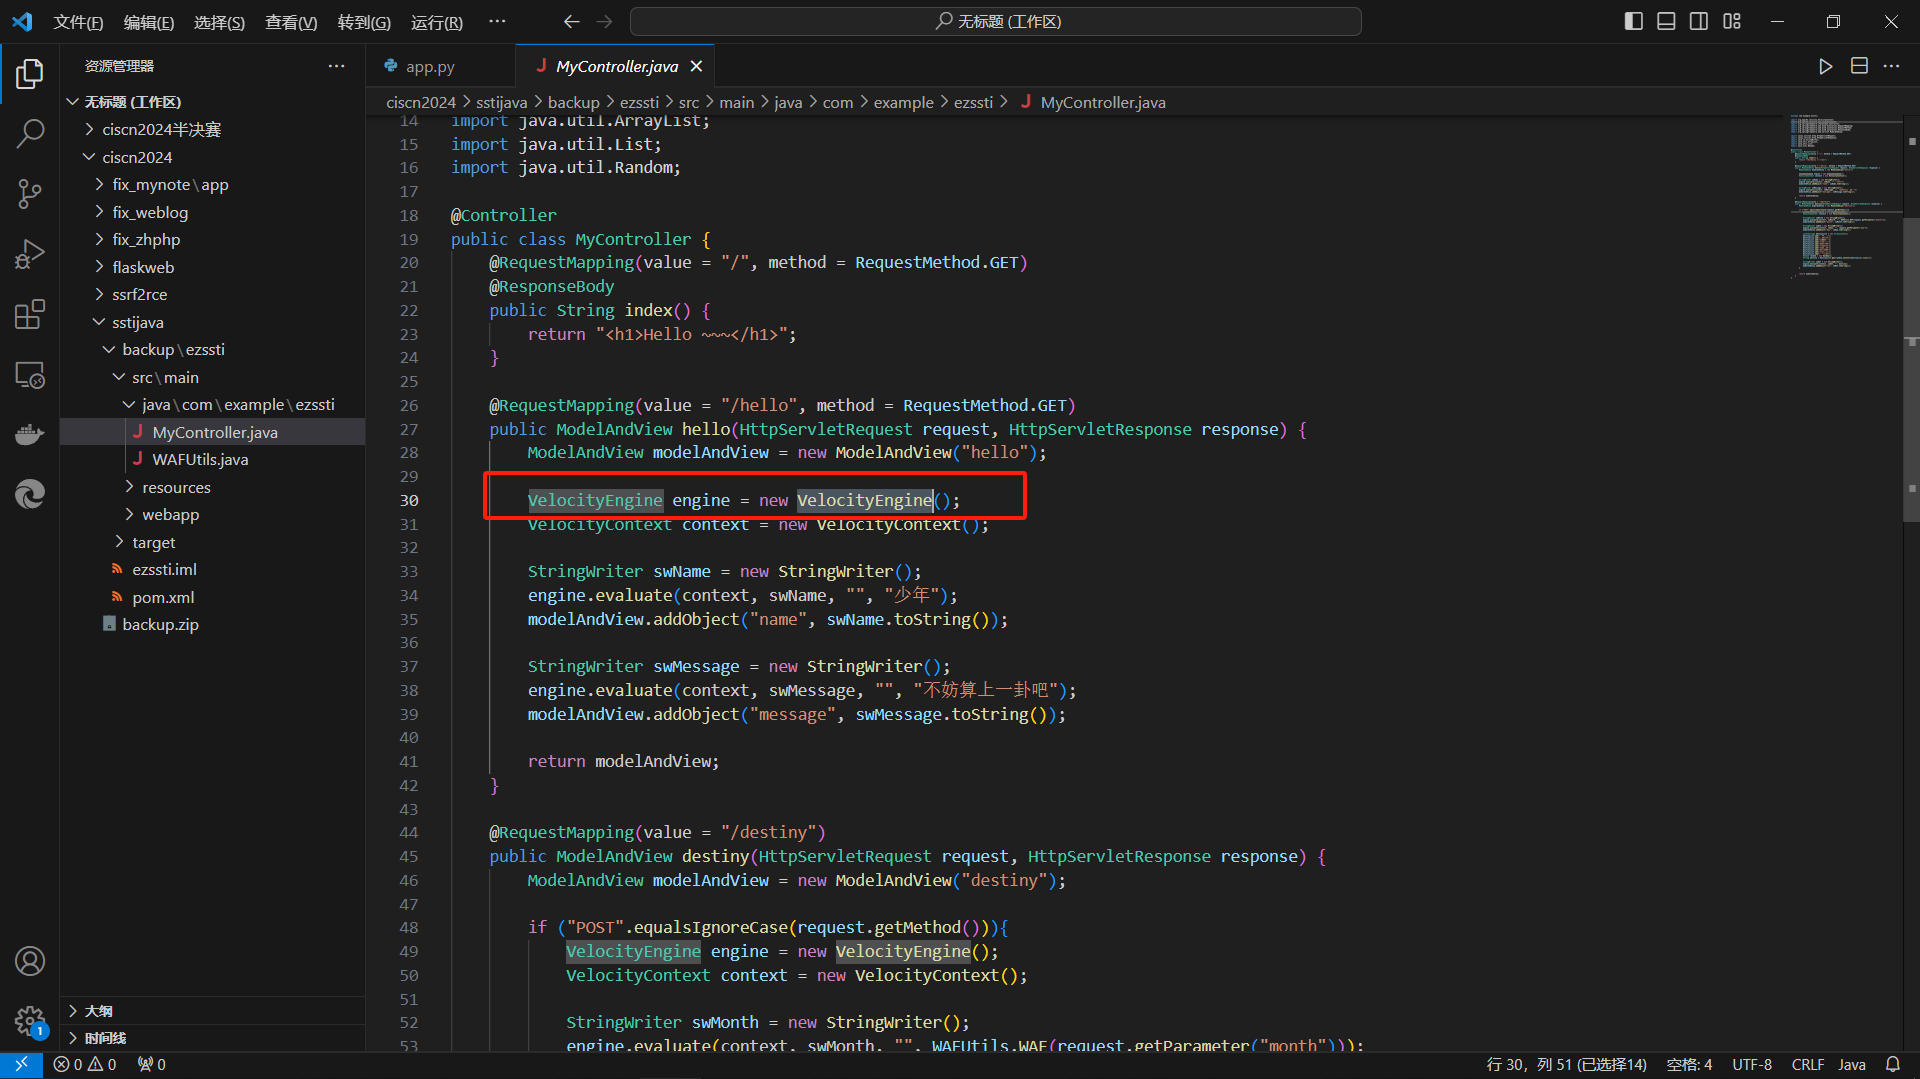 文件(F) 编辑(E) 选择(S) 查看(V) 转到(G) 运行(R) ··· 无标题 (工作区)
资源管理器 ···
无标题 (工作区)
ciscn2024半决赛
ciscn2024
fix_mynote\app
fix_weblog
fix_zhphp
flaskweb
ssrf2rce
sstijava
backup\ezssti
src\main
java\com\example\ezssti
MyController.java
WAFUtils.java
resources
webapp
target
ezssti.iml
pom.xml
backup.zip
大纲
时间线
1
app.py
MyController.java
ciscn2024 > sstijava > backup > ezssti > src > main > java > com > example > ezssti > MyController.java
14 import java.util.ArrayList;
15 import java.util.List;
16 import java.util.Random;
17
18 @Controller
19 public class MyController {
20 @RequestMapping(value = "/", method = RequestMethod.GET)
21 @ResponseBody
22 public String index() {
23 return "<h1>Hello ~~~</h1>";
24 }
25
26 @RequestMapping(value = "/hello", method = RequestMethod.GET)
27 public ModelAndView hello(HttpServletRequest request, HttpServletResponse response) {
28 ModelAndView modelAndView = new ModelAndView("hello");
29
30 VelocityEngine engine = new VelocityEngine();
31 VelocityContext context = new VelocityContext();
32
33 StringWriter swName = new StringWriter();
34 engine.evaluate(context, swName, "", "少年");
35 modelAndView.addObject("name", swName.toString());
36
37 StringWriter swMessage = new StringWriter();
38 engine.evaluate(context, swMessage, "", "不妨算上一卦吧");
39 modelAndView.addObject("message", swMessage.toString());
40
41 return modelAndView;
42 }
43
44 @RequestMapping(value = "/destiny")
45 public ModelAndView destiny(HttpServletRequest request, HttpServletResponse response) {
46 ModelAndView modelAndView = new ModelAndView("destiny");
47
48 if ("POST".equalsIgnoreCase(request.getMethod())){
49 VelocityEngine engine = new VelocityEngine();
50 VelocityContext context = new VelocityContext();
51
52 StringWriter swMonth = new StringWriter();
53 engine.evaluate(context, swMonth, "", WAFUtils.WAF(request.getParameter("month")));
0 0 0 行 30，列 51 (已选择14) 空格: 4 UTF-8 CRLF Java